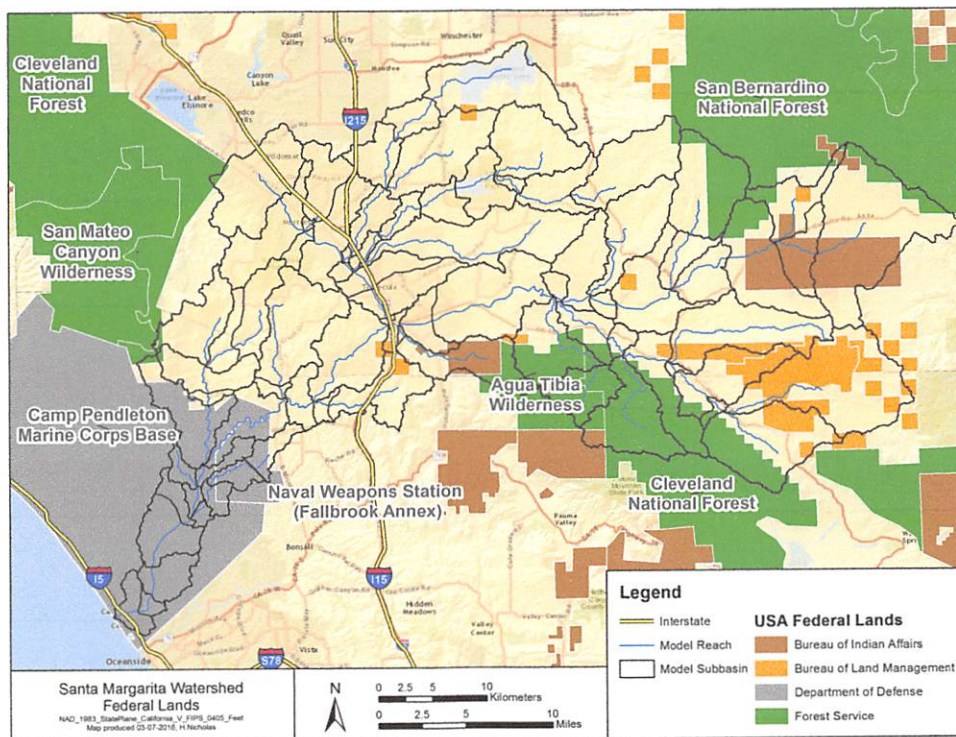 Quail
Valley
Sun City
Winchester
Canyon
Lake
Cleveland
National
Forest
Lake
Elsinore
I215
San Bernardino
National Forest
Wildomar
San Mateo
Canyon
Wilderness
Anza
Camp Pendleton
Marine Corps Base
Agua Tibia
Wilderness
Naval Weapons Station
(Fallbrook Annex)
Cleveland
National Forest
Pauma
Valley
Bonsall
I5
I15
Hidden
Meadows
Valley
Center
Vista
Oceanside
S78
Legend
Interstate
Model Reach
Model Subbasin
USA Federal Lands
Bureau of Indian Affairs
Bureau of Land Management
Department of Defense
Forest Service
Santa Margarita Watershed
Federal Lands
NAD_1983_StatePlane_California_V_FIPS_0405_Feet
Map produced 03-07-2016, H.Nicholas
N
0 2.5 5 10
Kilometers
0 2.5 5 10
Miles